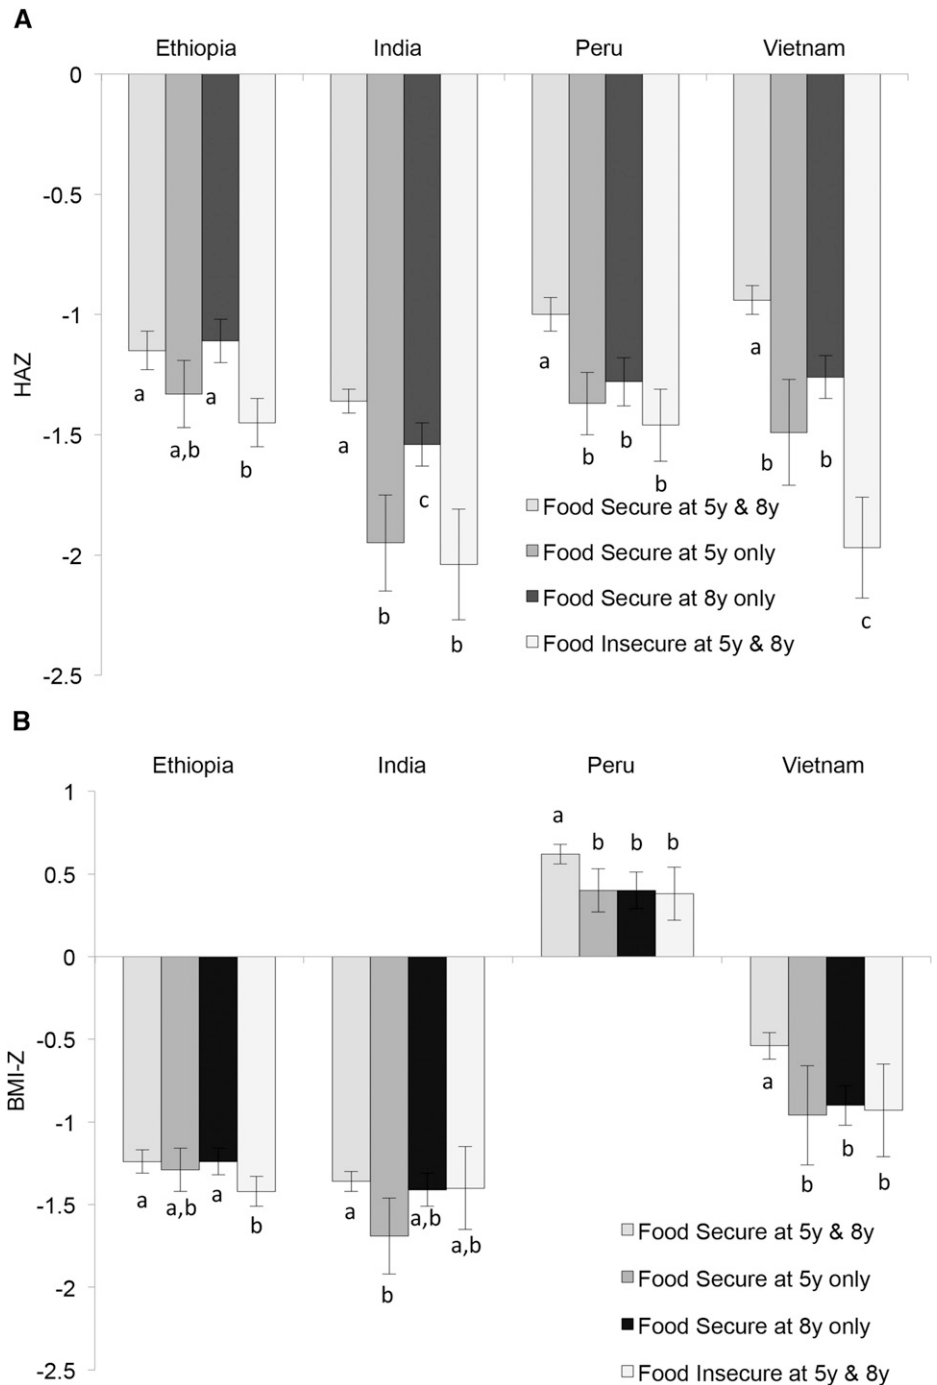 A
Ethiopia India Peru Vietnam
0
-0.5
-1
-1.5
-2
-2.5
HAZ
a a,b a b
a b c b
a b b b
a b b c
Food Secure at 5y & 8y
Food Secure at 5y only
Food Secure at 8y only
Food Insecure at 5y & 8y
B
Ethiopia India Peru Vietnam
1
0.5
0
-0.5
-1
-1.5
-2
-2.5
BMI-Z
a a,b a b
a b a,b a,b
a b b b
a b b b
Food Secure at 5y & 8y
Food Secure at 5y only
Food Secure at 8y only
Food Insecure at 5y & 8y